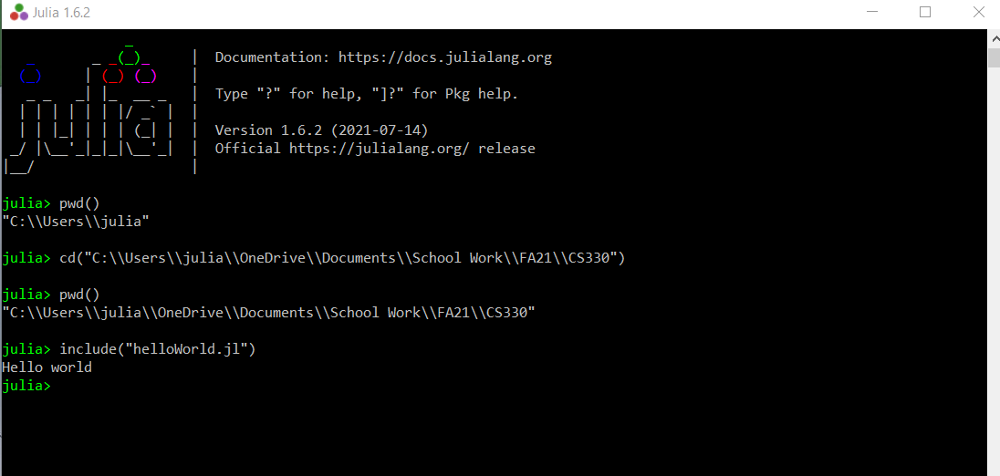 Julia 1.6.2
               _
   _       _ _(_)_     |  Documentation: https://docs.julialang.org
  (_)     | (_) (_)    |
   _ _   _| |_  __ _   |  Type "?" for help, "]?" for Pkg help.
  | | | | | | |/ _` |  |
  | | |_| | | | (_| |  |  Version 1.6.2 (2021-07-14)
 _/ |\__'_|_|_|\__'_|  |  Official https://julialang.org/ release
|__/                   |
julia> pwd()
"C:\\Users\\julia"
julia> cd("C:\\Users\\julia\\OneDrive\\Documents\\School Work\\FA21\\CS330")
julia> pwd()
"C:\\Users\\julia\\OneDrive\\Documents\\School Work\\FA21\\CS330"
julia> include("helloWorld.jl")
Hello world
julia>